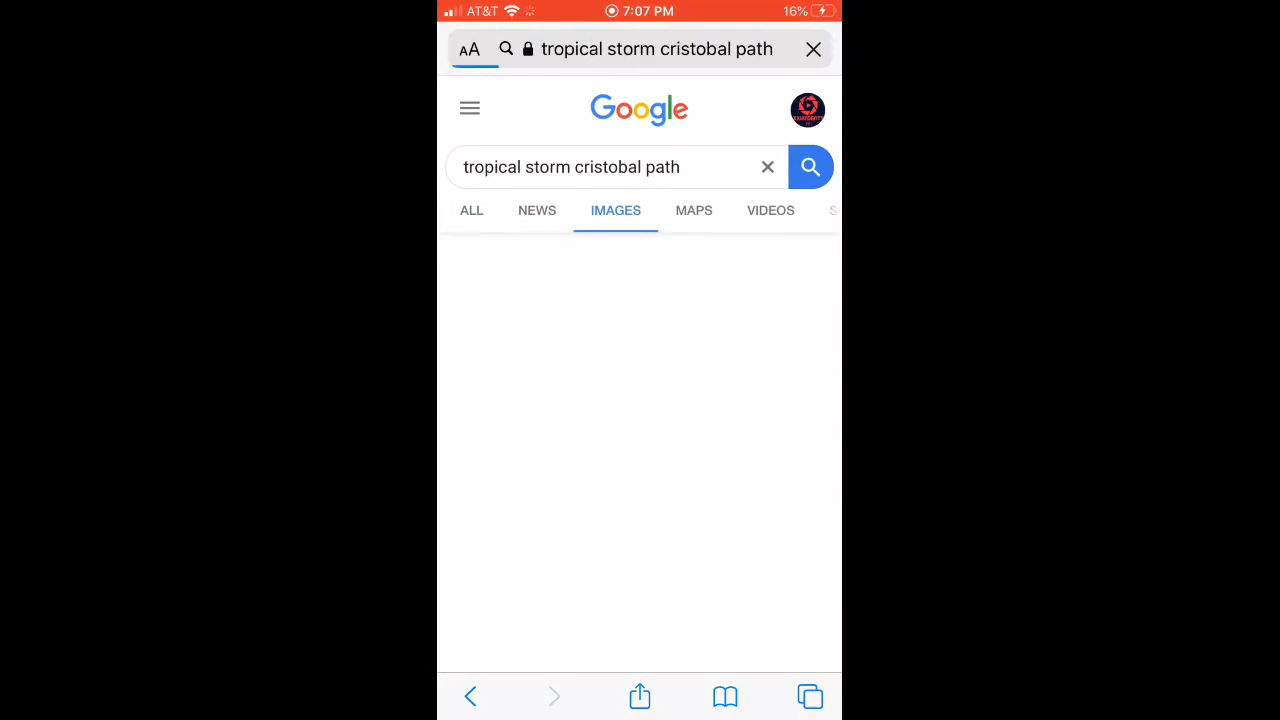 AT&T 7:07 PM 16%
AA tropical storm cristobal path
Google
tropical storm cristobal path
ALL NEWS IMAGES MAPS VIDEOS